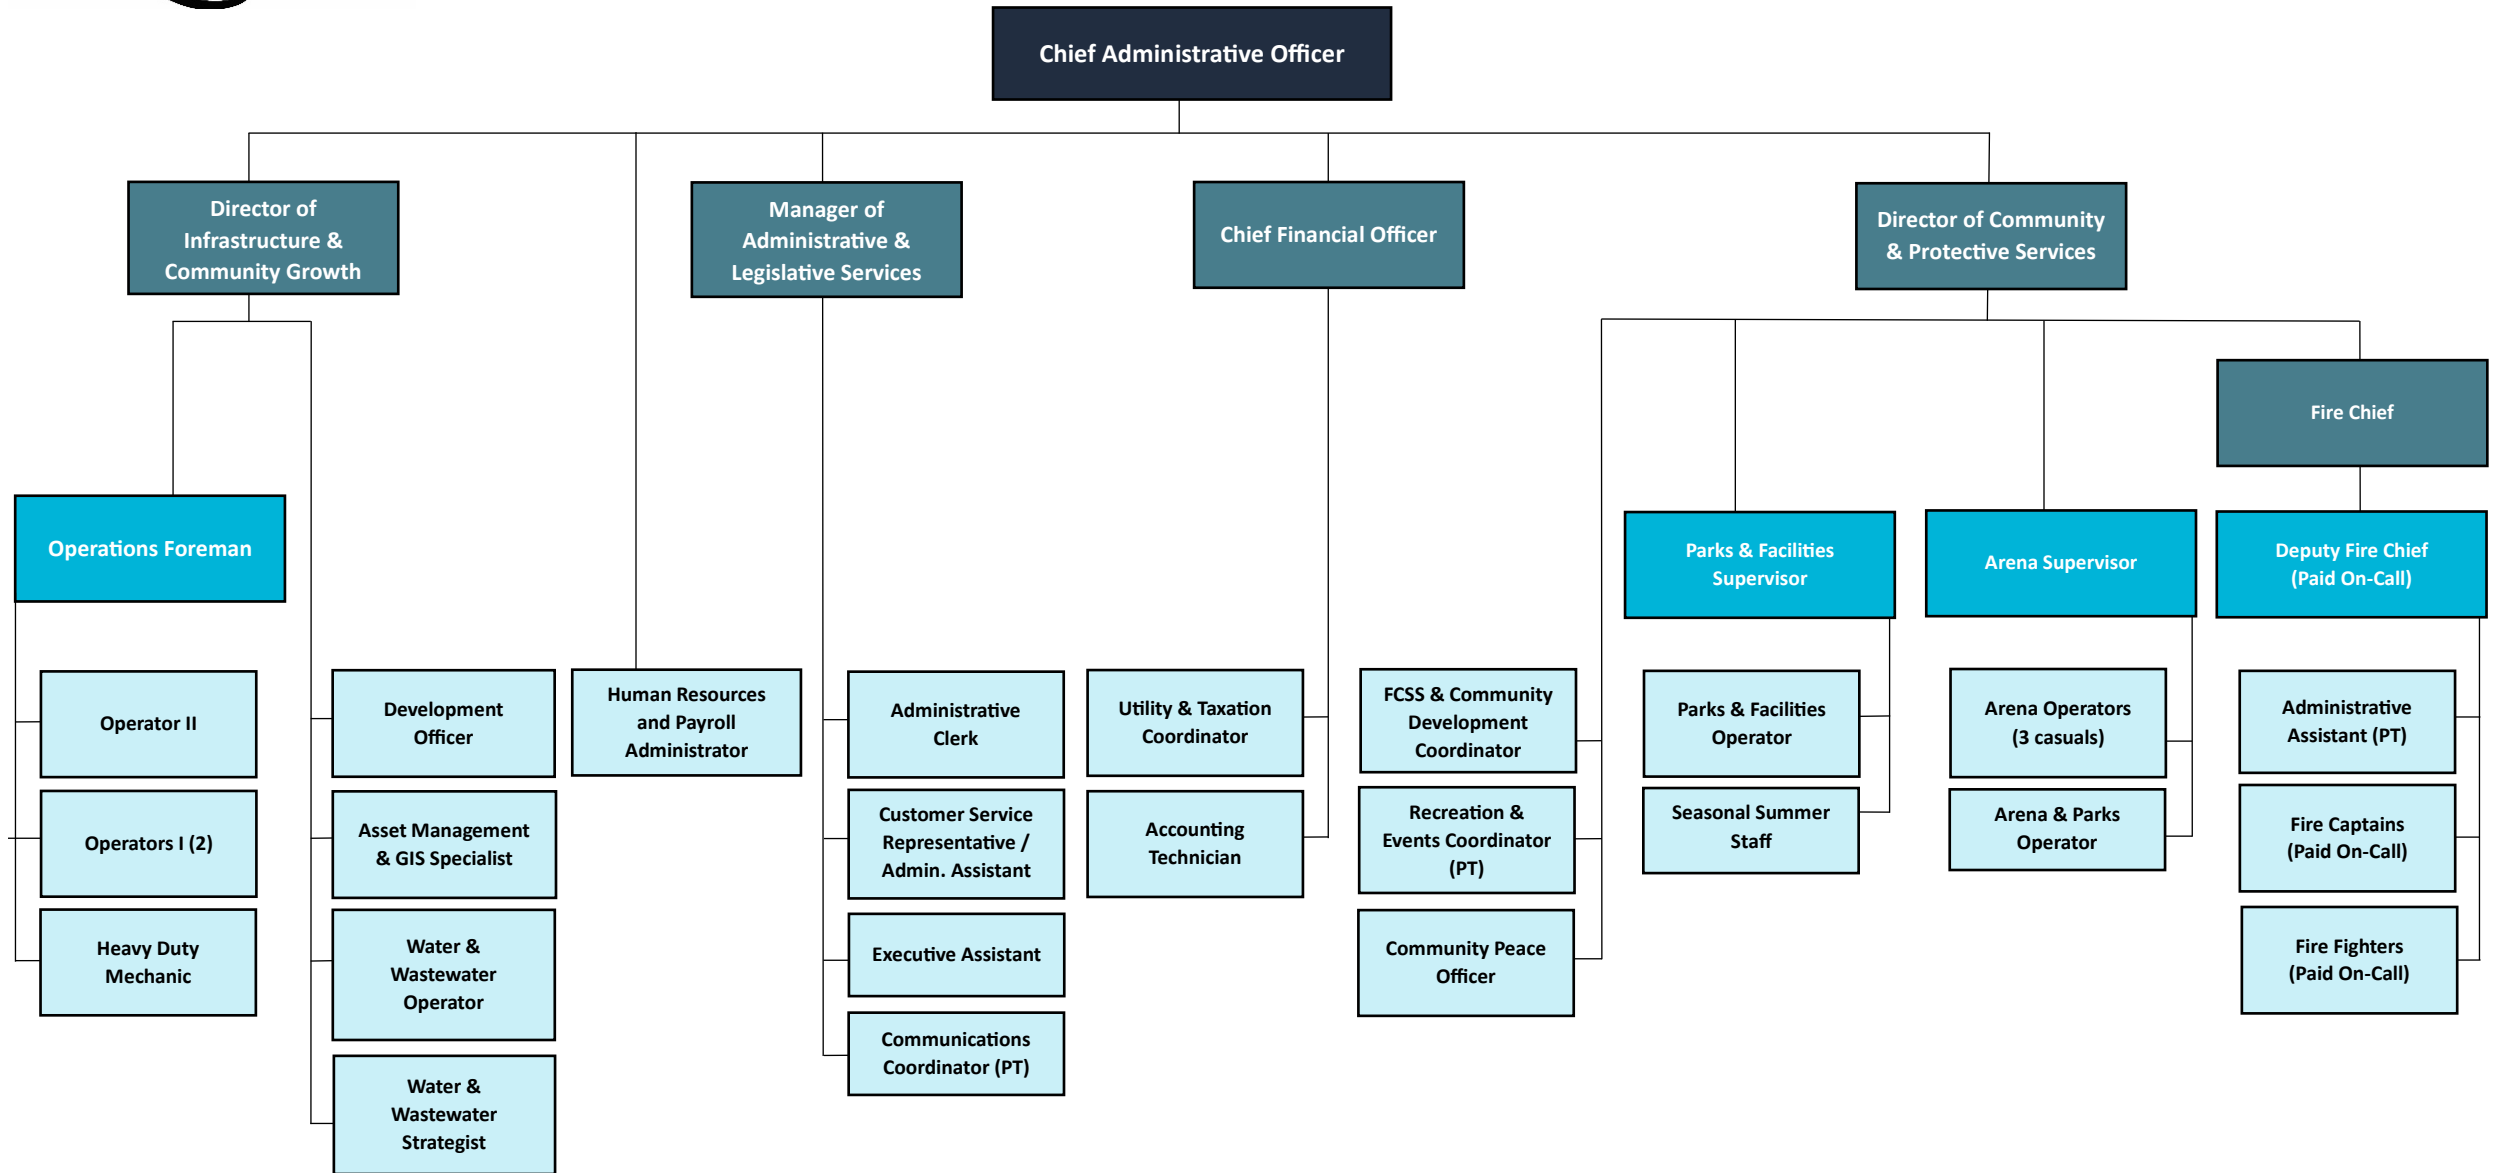 Chief Administrative Officer
Director of
Infrastructure &
Community Growth
Manager of
Administrative &
Legislative Services
Chief Financial Officer
Director of Community
& Protective Services
Fire Chief
Operations Foreman
Parks & Facilities
Supervisor
Arena Supervisor
Deputy Fire Chief
(Paid On-Call)
Operator II
Operators I (2)
Heavy Duty
Mechanic
Development
Officer
Asset Management
& GIS Specialist
Water &
Wastewater
Operator
Water &
Wastewater
Strategist
Human Resources
and Payroll
Administrator
Administrative
Clerk
Customer Service
Representative /
Admin. Assistant
Executive Assistant
Communications
Coordinator (PT)
Utility & Taxation
Coordinator
Accounting
Technician
FCSS & Community
Development
Coordinator
Recreation &
Events Coordinator
(PT)
Community Peace
Officer
Parks & Facilities
Operator
Seasonal Summer
Staff
Arena Operators
(3 casuals)
Arena & Parks
Operator
Administrative
Assistant (PT)
Fire Captains
(Paid On-Call)
Fire Fighters
(Paid On-Call)